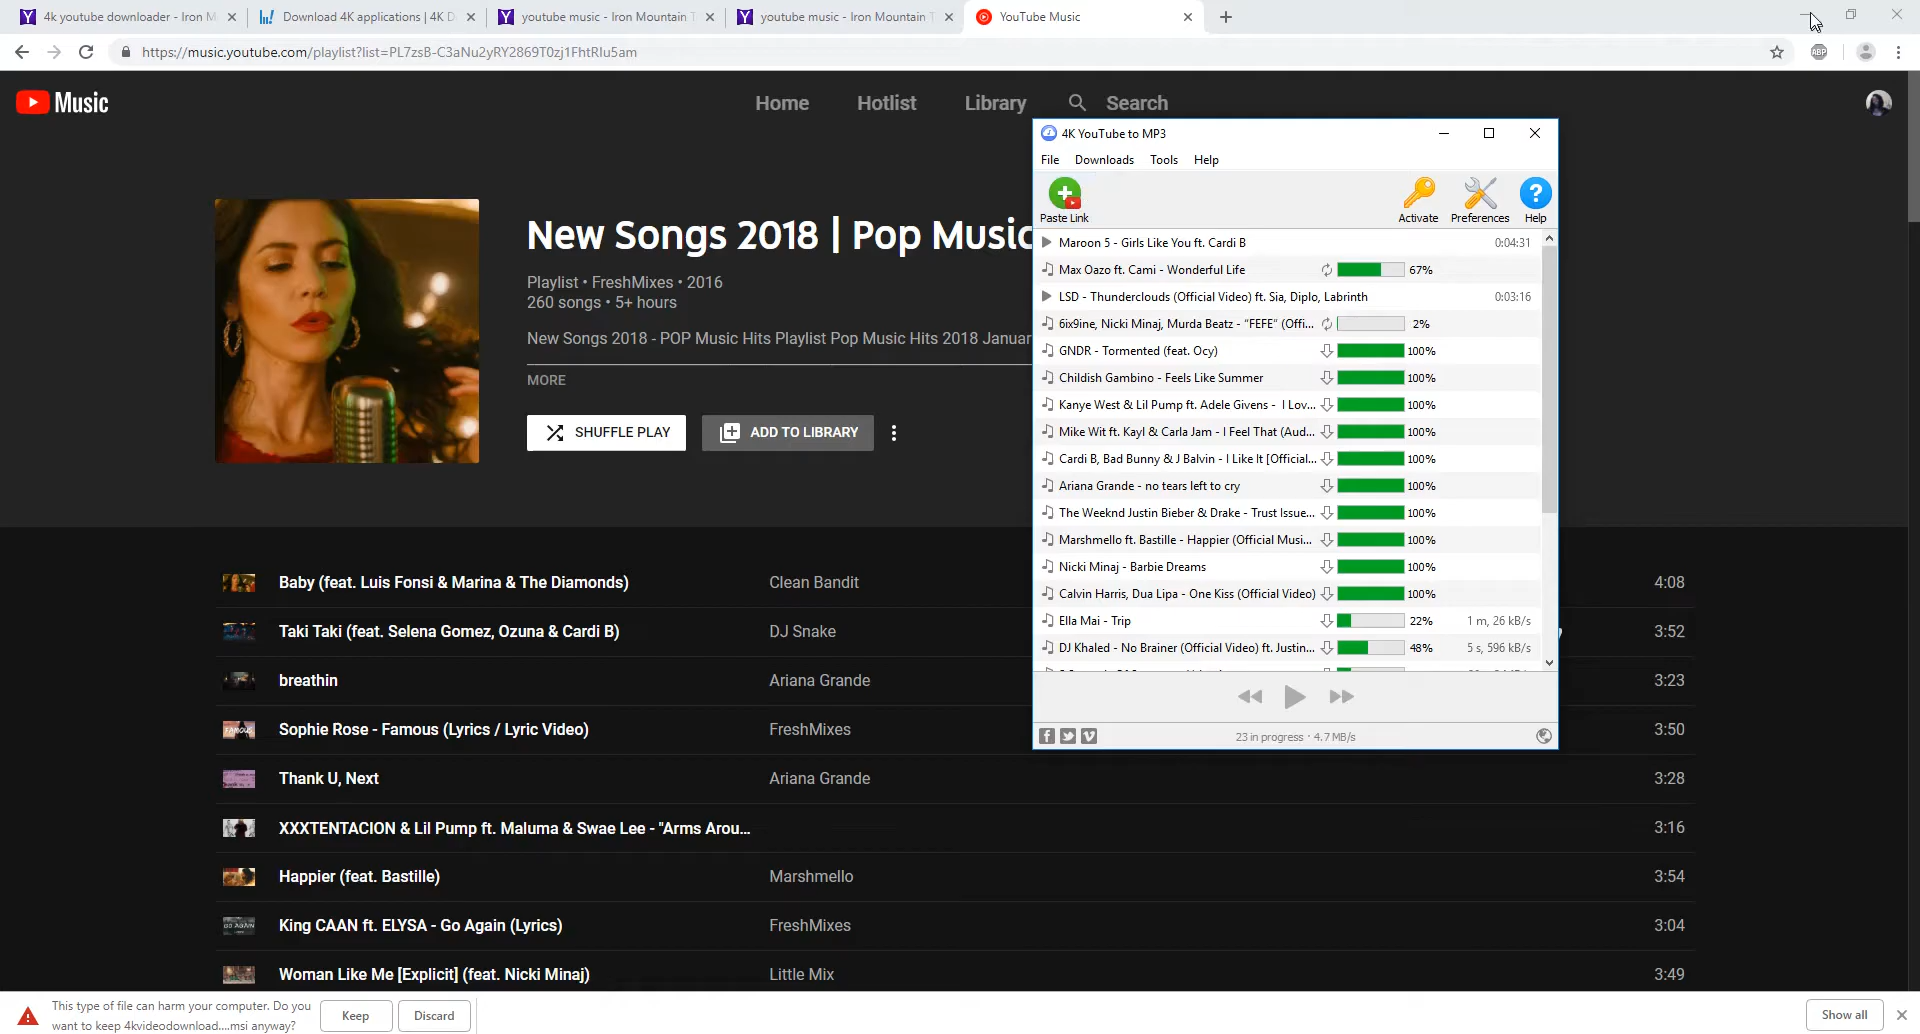 4k youtube downloader - Iron M
Download 4K applications | 4K D
youtube music - Iron Mountain T
youtube music - Iron Mountain T
YouTube Music
https://music.youtube.com/playlist?list=PL7zsB-C3aNu2yRY2869T0zj1FhtRIu5am
ABP
Music
Home
Hotlist
Library
Search
New Songs 2018 | Pop Music
Playlist • FreshMixes • 2016
260 songs • 5+ hours
New Songs 2018 - POP Music Hits Playlist Pop Music Hits 2018 Januar
MORE
SHUFFLE PLAY
ADD TO LIBRARY
4K YouTube to MP3
File Downloads Tools Help
Paste Link
Activate
Preferences
Help
Maroon 5 - Girls Like You ft. Cardi B 0:04:31
Max Oazo ft. Cami - Wonderful Life 67%
LSD - Thunderclouds (Official Video) ft. Sia, Diplo, Labrinth 0:03:16
6ix9ine, Nicki Minaj, Murda Beatz - “FEFE” (Offi... 2%
GNDR - Tormented (feat. Ocy) 100%
Childish Gambino - Feels Like Summer 100%
Kanye West & Lil Pump ft. Adele Givens - I Lov... 100%
Mike Wit ft. Kayl & Carla Jam - I Feel That (Aud... 100%
Cardi B, Bad Bunny & J Balvin - I Like It [Official... 100%
Ariana Grande - no tears left to cry 100%
The Weeknd Justin Bieber & Drake - Trust Issue... 100%
Marshmello ft. Bastille - Happier (Official Musi... 100%
Nicki Minaj - Barbie Dreams 100%
Calvin Harris, Dua Lipa - One Kiss (Official Video) 100%
Ella Mai - Trip 22% 1 m, 26 kB/s
DJ Khaled - No Brainer (Official Video) ft. Justin... 48% 5 s, 596 kB/s
23 in progress · 4.7 MB/s
Baby (feat. Luis Fonsi & Marina & The Diamonds) Clean Bandit 4:08
Taki Taki (feat. Selena Gomez, Ozuna & Cardi B) DJ Snake 3:52
breathin Ariana Grande 3:23
Sophie Rose - Famous (Lyrics / Lyric Video) FreshMixes 3:50
Thank U, Next Ariana Grande 3:28
XXXTENTACION & Lil Pump ft. Maluma & Swae Lee - "Arms Arou... 3:16
Happier (feat. Bastille) Marshmello 3:54
King CAAN ft. ELYSA - Go Again (Lyrics) FreshMixes 3:04
Woman Like Me [Explicit] (feat. Nicki Minaj) Little Mix 3:49
This type of file can harm your computer. Do you
want to keep 4kvideodownload....msi anyway?
Keep
Discard
Show all